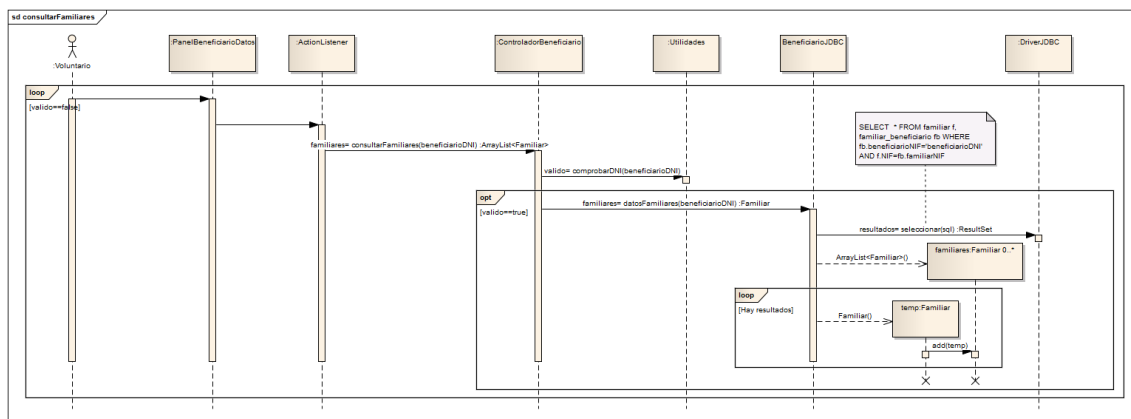 sd consultarFamiliares
:Voluntario
:PanelBeneficiarioDatos
:ActionListener
:ControladorBeneficiario
:Utilidades
BeneficiarioJDBC
:DriverJDBC
loop
[valido==false]
SELECT * FROM familiar f,
familiar_beneficiario fb WHERE
fb.beneficiarioNIF='beneficiarioDNI'
AND f.NIF=fb.familiarNIF
familiares= consultarFamiliares(beneficiarioDNI) :ArrayList<Familiar>
valido= comprobarDNI(beneficiarioDNI)
opt
[valido==true]
familiares= datosFamiliares(beneficiarioDNI) :Familiar
resultados= seleccionar(sql) :ResultSet
ArrayList<Familiar>()
familiares:Familiar 0..*
loop
[Hay resultados]
Familiar()
temp:Familiar
add(temp)